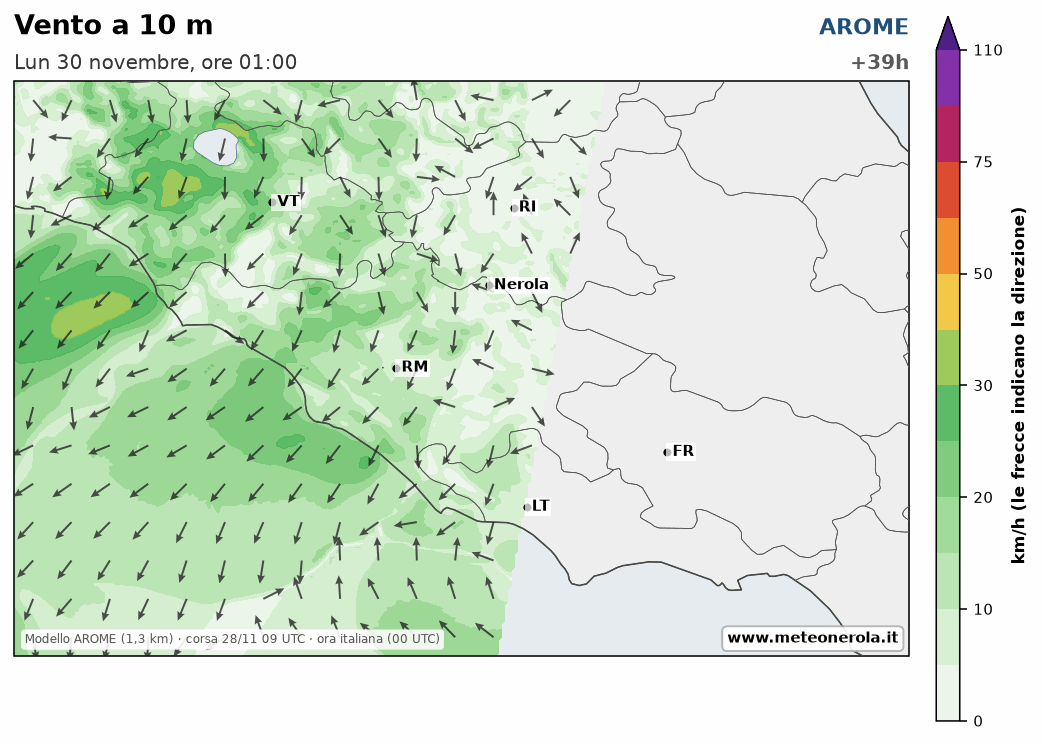 Vento a 10 m
AROME
Lun 30 novembre, ore 01:00
+39h
VT
RI
Nerola
RM
FR
LT
Modello AROME (1,3 km) · corsa 28/11 09 UTC · ora italiana (00 UTC)
www.meteonerola.it
110
75
50
30
20
10
0
km/h (le frecce indicano la direzione)